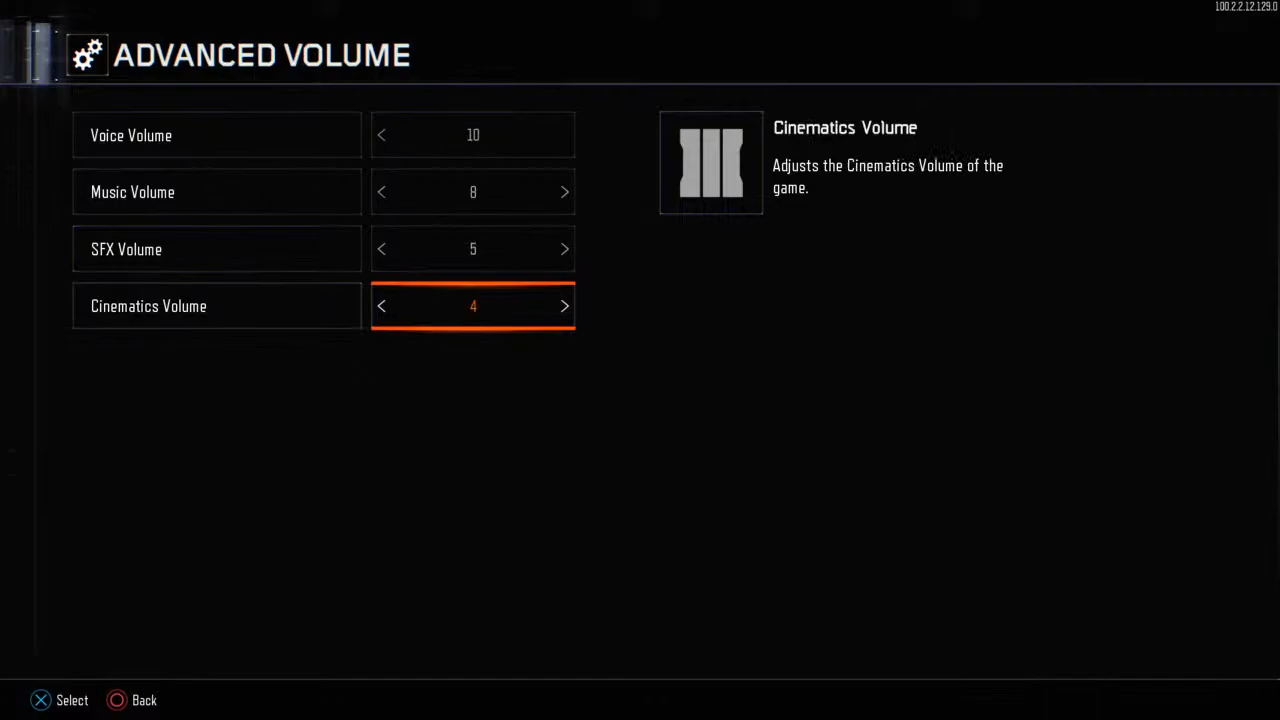 100.2.2.12.129.0
ADVANCED VOLUME
Voice Volume
< 10
Music Volume
< 8 >
SFX Volume
< 5 >
Cinematics Volume
< 4 >
Cinematics Volume
Adjusts the Cinematics Volume of the
game.
Select
Back